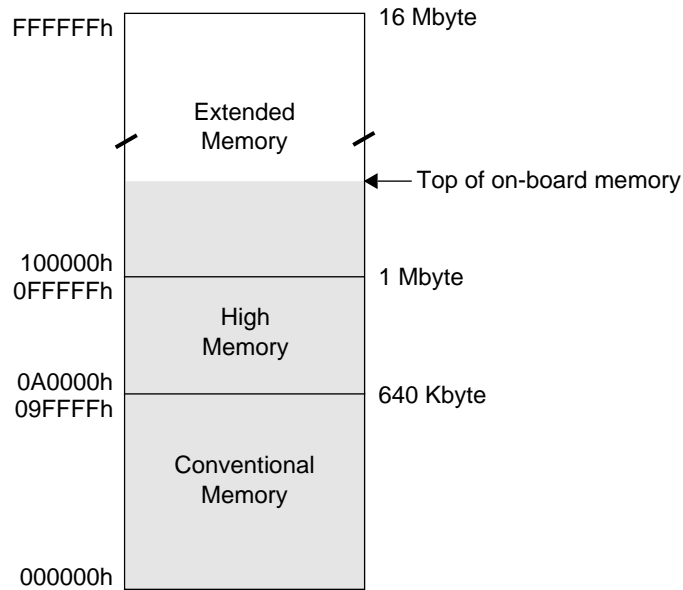 FFFFFFh
16 Mbyte
Extended
Memory
Top of on-board memory
100000h
0FFFFFh
1 Mbyte
High
Memory
0A0000h
09FFFFh
640 Kbyte
Conventional
Memory
000000h